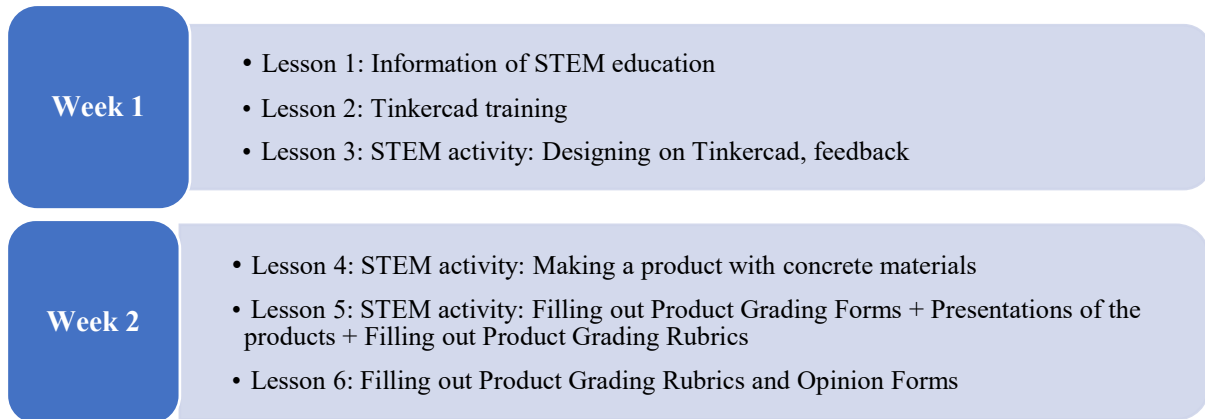 Week 1
• Lesson 1: Information of STEM education
• Lesson 2: Tinkercad training
• Lesson 3: STEM activity: Designing on Tinkercad, feedback
Week 2
• Lesson 4: STEM activity: Making a product with concrete materials
• Lesson 5: STEM activity: Filling out Product Grading Forms + Presentations of the
products + Filling out Product Grading Rubrics
• Lesson 6: Filling out Product Grading Rubrics and Opinion Forms